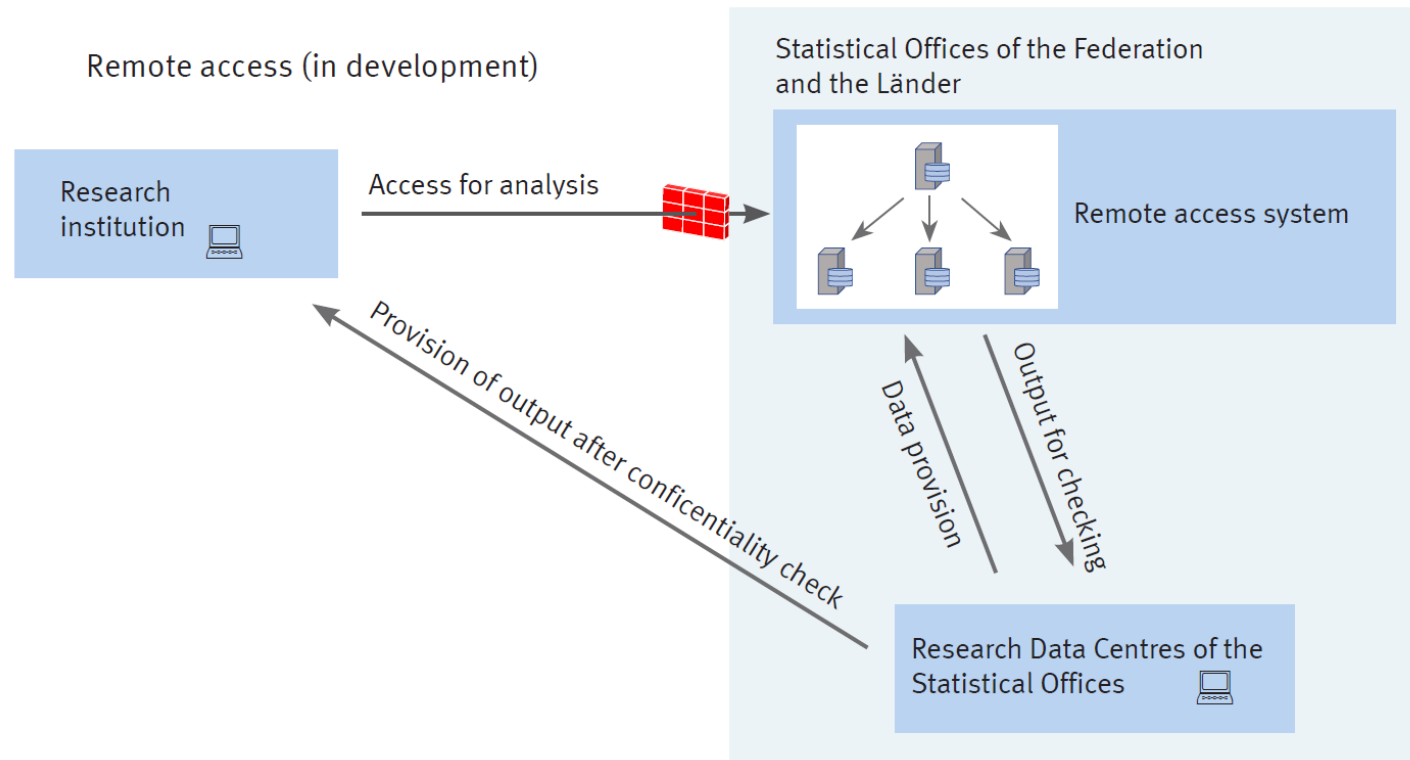 Remote access (in development)
Statistical Offices of the Federation
and the Länder
Research
institution
Access for analysis
Remote access system
Provision of output after conficentiality check
Data provision
Output for checking
Research Data Centres of the
Statistical Offices